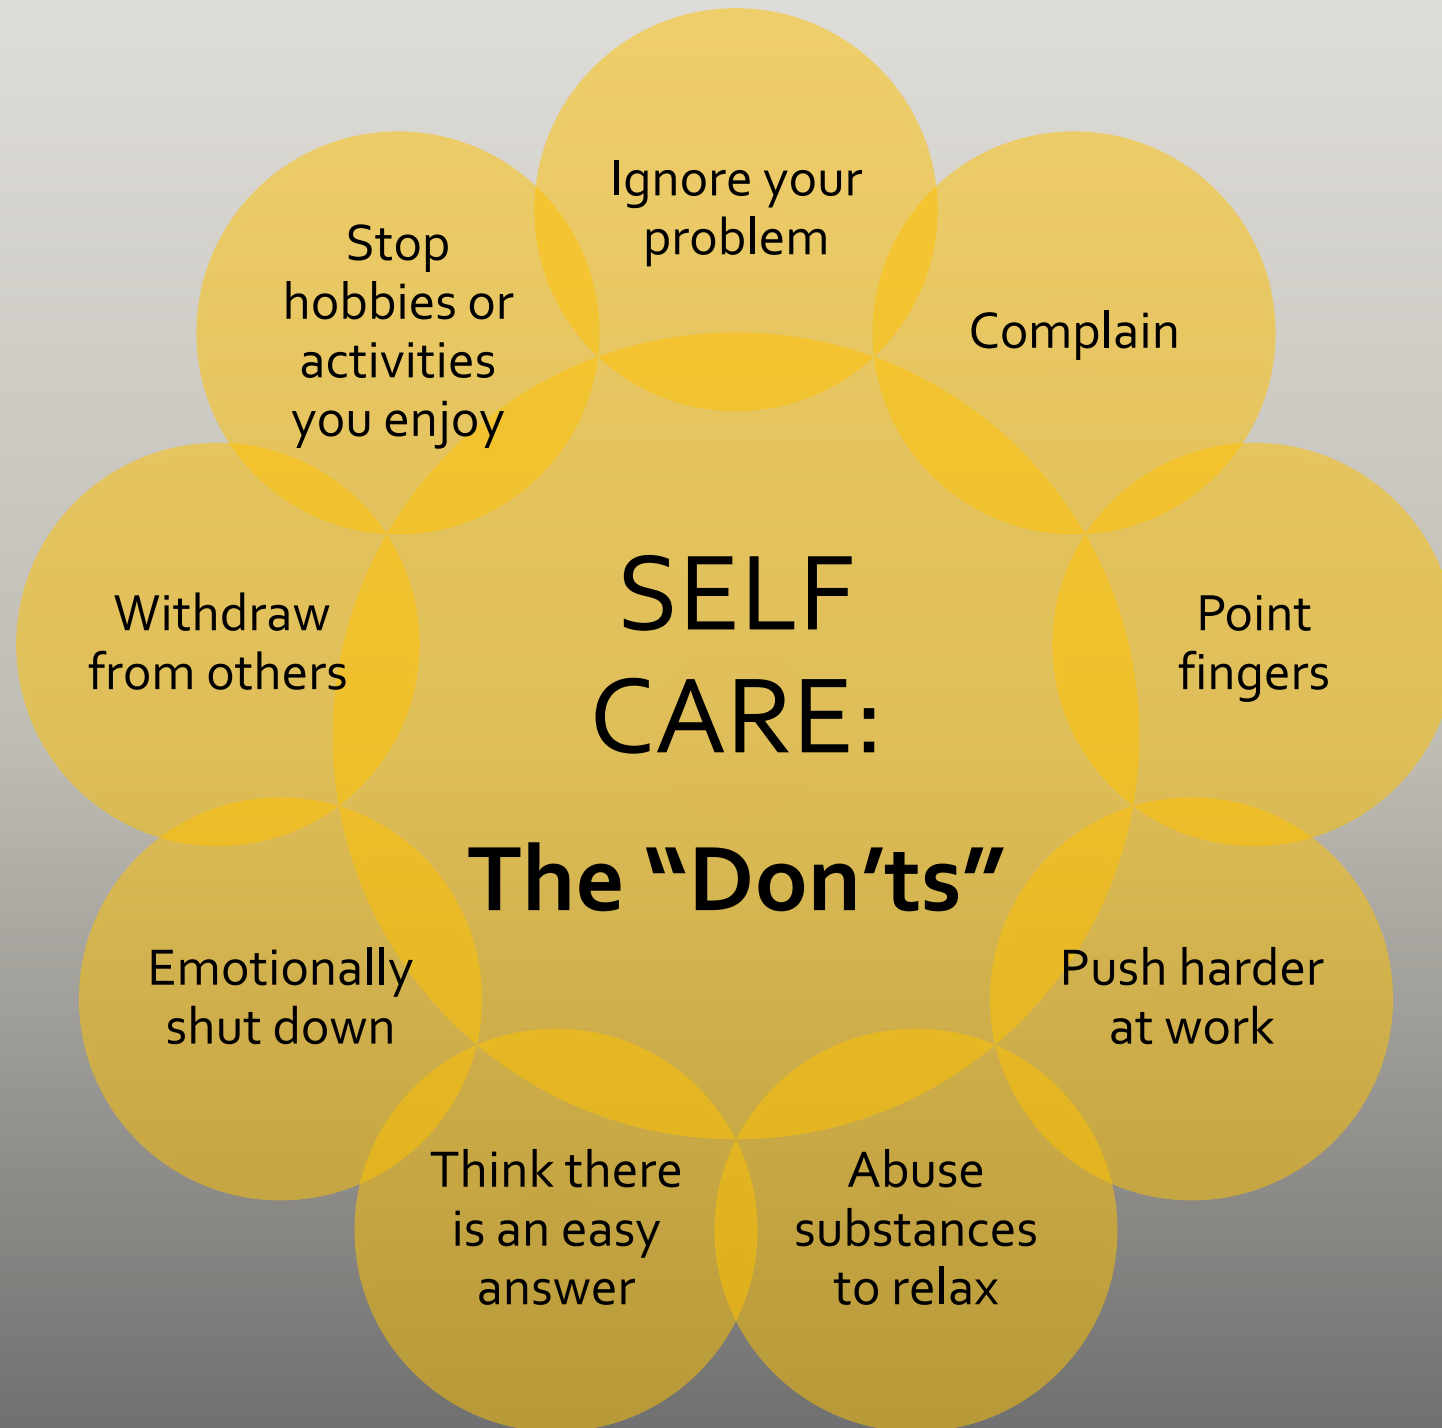 SELF
CARE:
The “Don’ts”
Ignore your
problem
Complain
Point
fingers
Push harder
at work
Abuse
substances
to relax
Think there
is an easy
answer
Emotionally
shut down
Withdraw
from others
Stop
hobbies or
activities
you enjoy